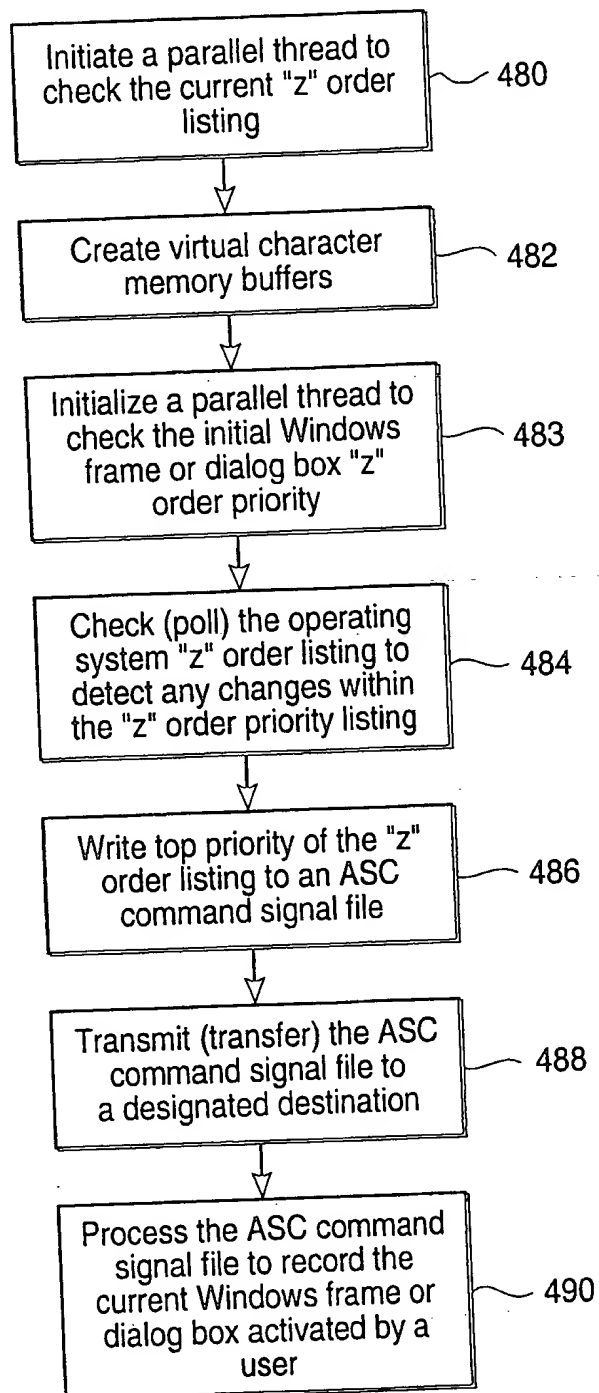 Initiate a parallel thread to
check the current "z" order
listing
480
Create virtual character
memory buffers
482
Initialize a parallel thread to
check the initial Windows
frame or dialog box "z"
order priority
483
Check (poll) the operating
system "z" order listing to
detect any changes within
the "z" order priority listing
484
Write top priority of the "z"
order listing to an ASC
command signal file
486
Transmit (transfer) the ASC
command signal file to
a designated destination
488
Process the ASC command
signal file to record the
current Windows frame or
dialog box activated by a
user
490